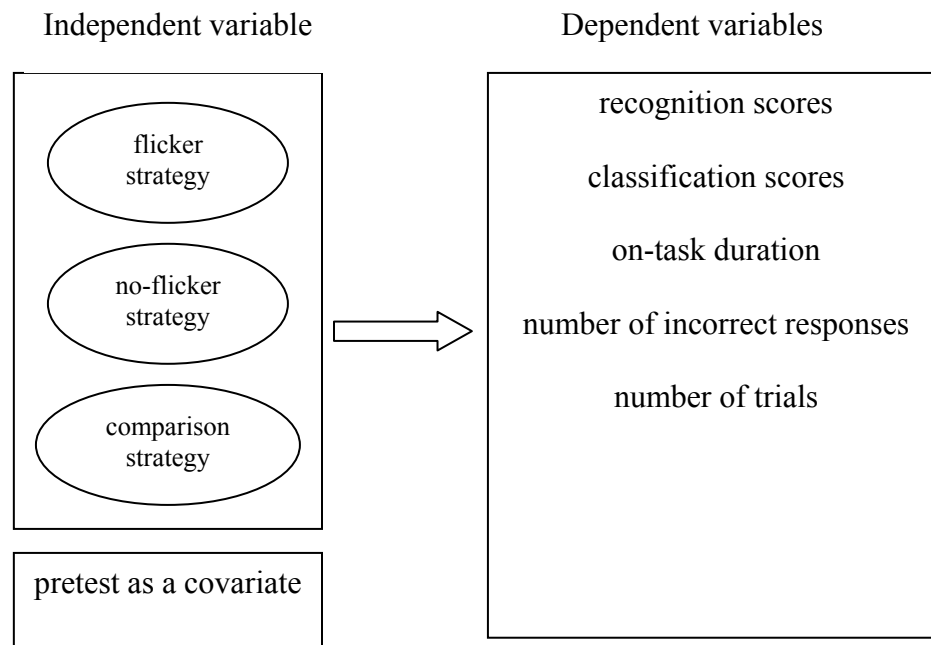 Independent variable
flicker
strategy
no-flicker
strategy
comparison
strategy
pretest as a covariate
Dependent variables
recognition scores
classification scores
on-task duration
number of incorrect responses
number of trials